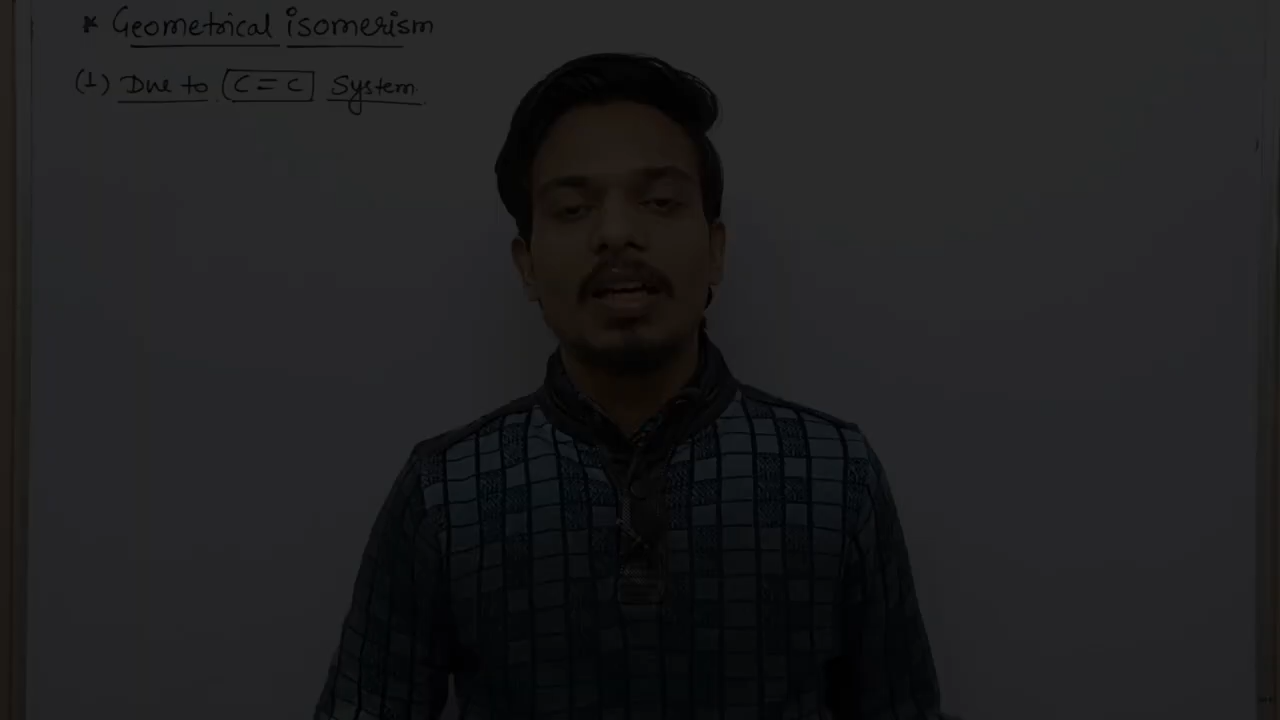 * Geometrical isomerism
(1) Due to C = C System.